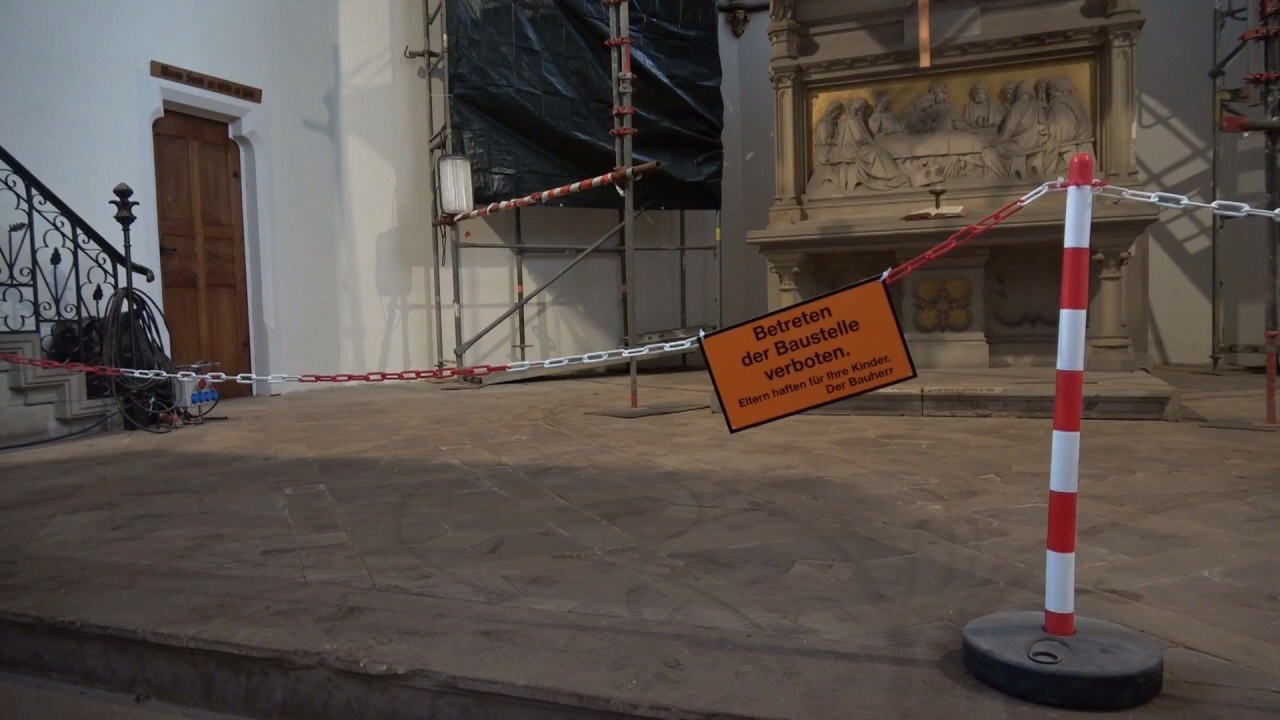 Betreten
der Baustelle
verboten.
Eltern haften für Ihre Kinder.
Der Bauherr